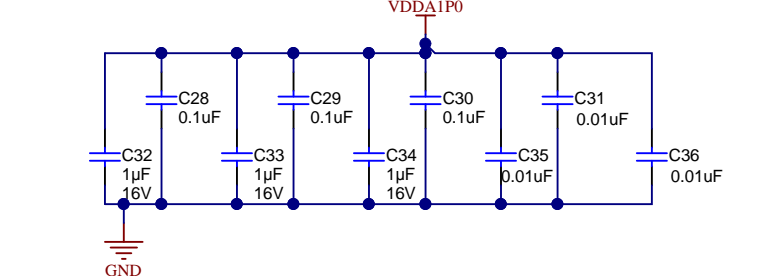 VDDA1P0
C28
0.1uF
C29
0.1uF
C30
0.1uF
C31
0.01uF
C32
1µF
16V
C33
1µF
16V
C34
1µF
16V
C35
0.01uF
C36
0.01uF
GND